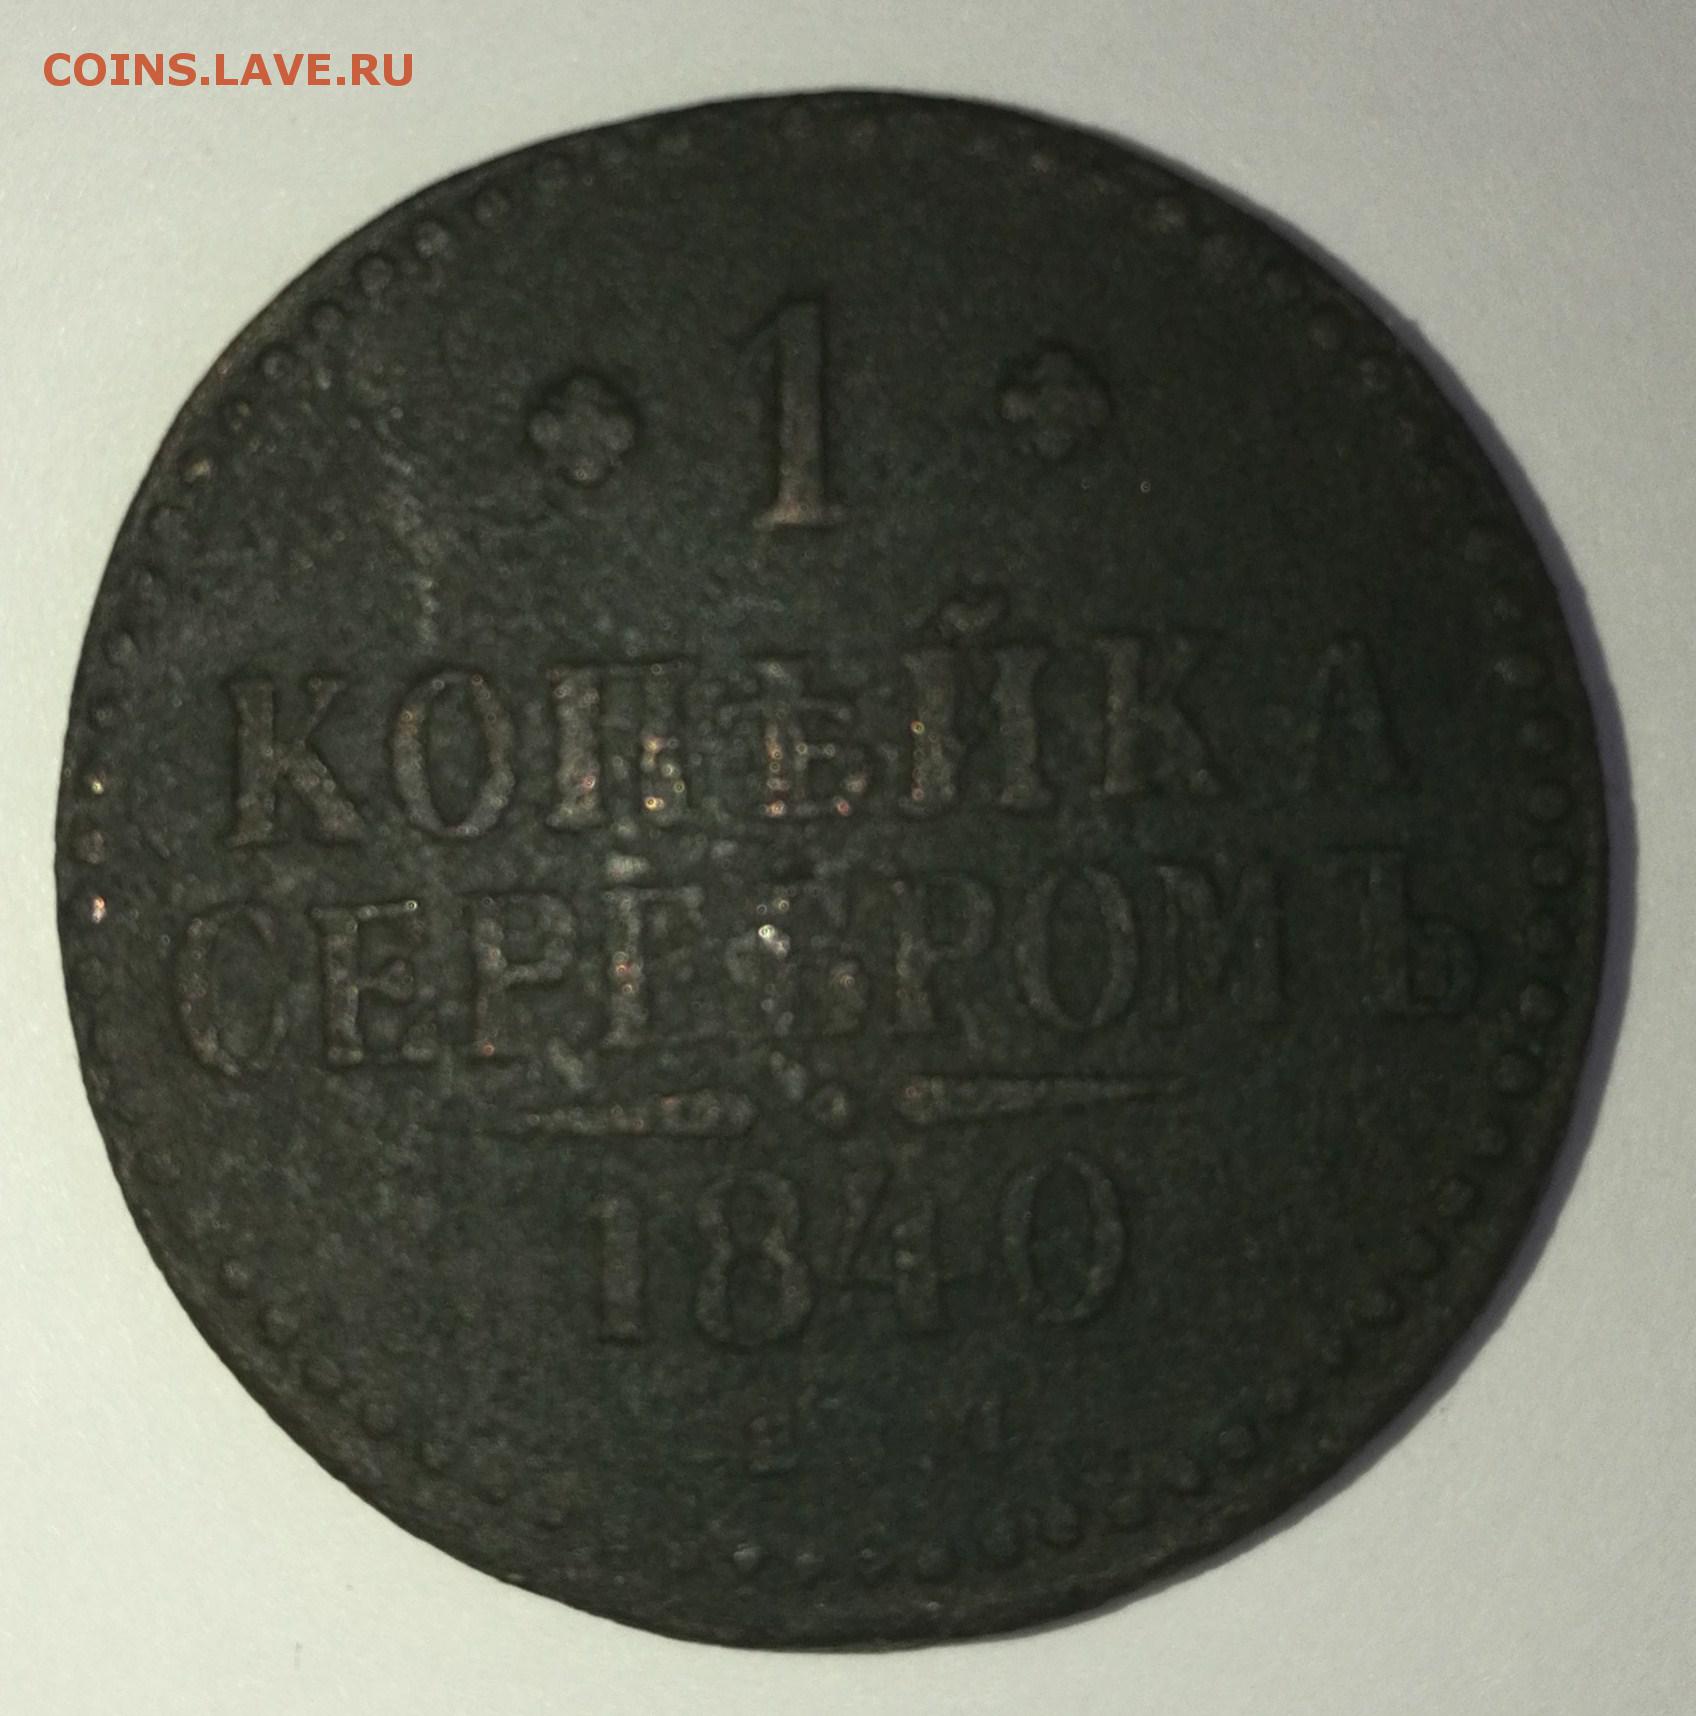 COINS.LAVE.RU
1
КОПѢЙКА
СЕРЕБРОМЪ
1840